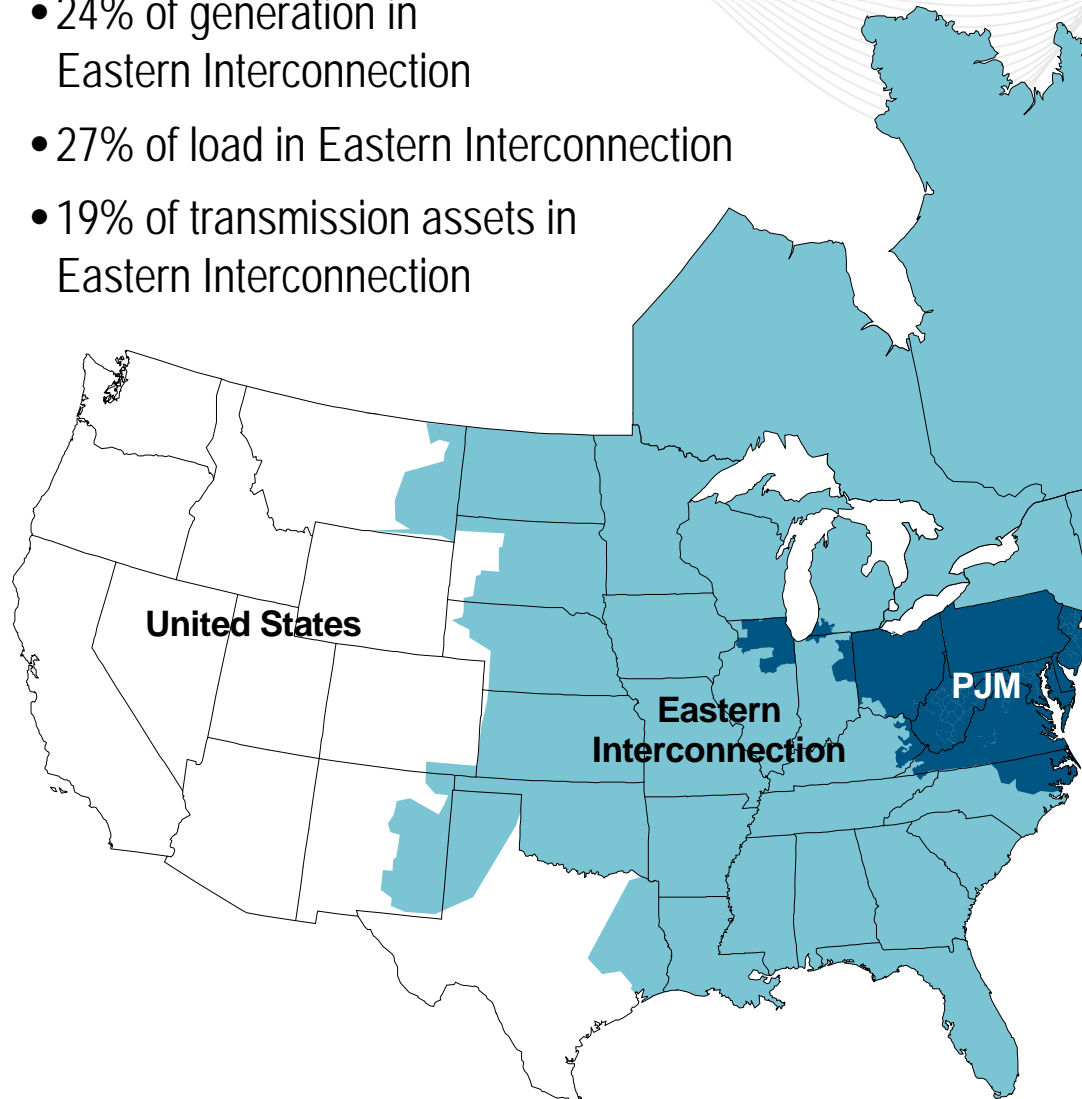 • 24% of generation in
Eastern Interconnection
• 27% of load in Eastern Interconnection
• 19% of transmission assets in
Eastern Interconnection
United States
PJM
Eastern
Interconnection